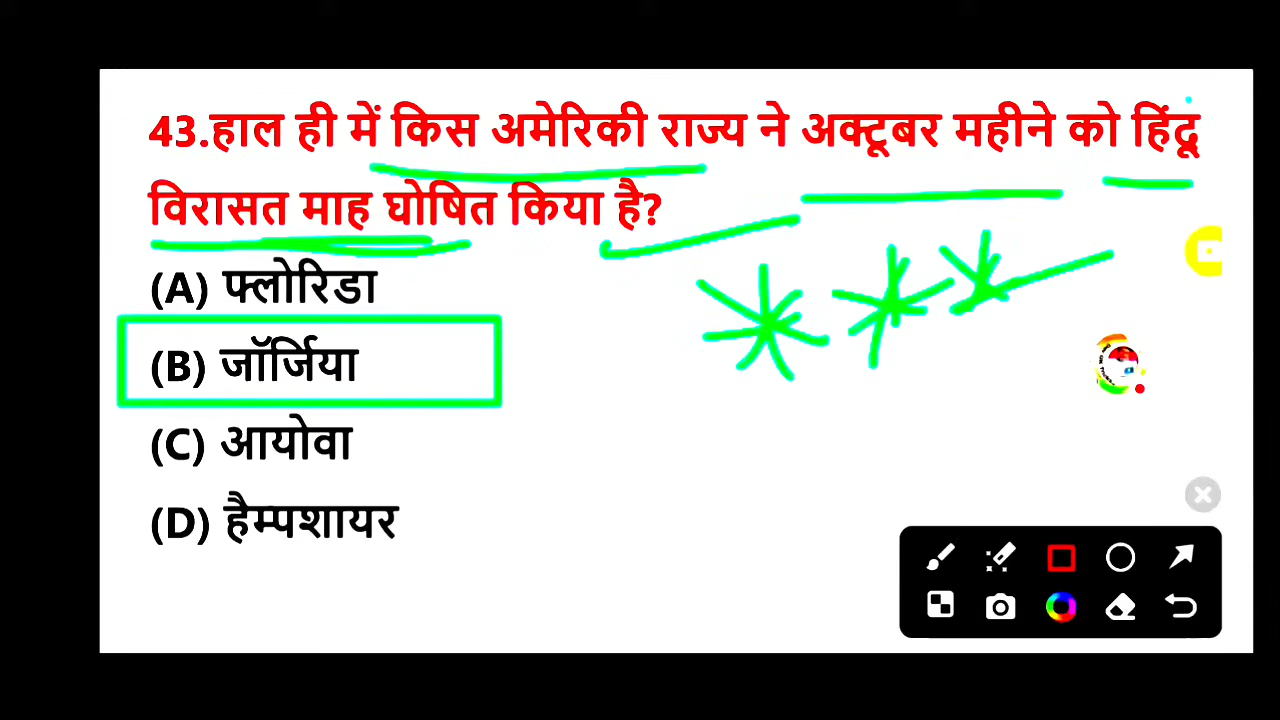 43.हाल ही में किस अमेरिकी राज्य ने अक्टूबर महीने को हिंदू
विरासत माह घोषित किया है?
(A) फ्लोरिडा
(B) जॉर्जिया
(C) आयोवा
(D) हैम्पशायर